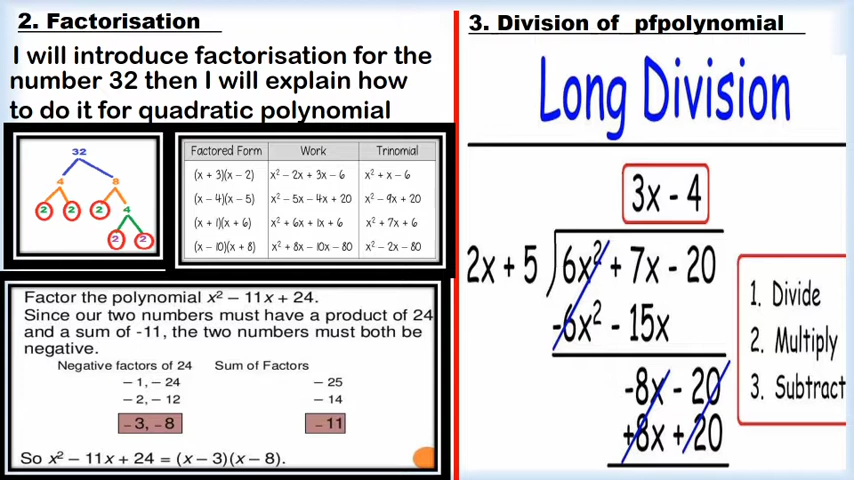 2. Factorisation
I will introduce factorisation for the
number 32 then I will explain how
to do it for quadratic polynomial
32
4 8
2 2 2 4
2 2
Factored Form Work Trinomial
(x + 3)(x – 2) x² – 2x + 3x – 6 x² + x – 6
(x – 4)(x – 5) x² – 5x – 4x + 20 x² – 9x + 20
(x + 1)(x + 6) x² + 6x + 1x + 6 x² + 7x + 6
(x – 10)(x + 8) x² + 8x – 10x – 80 x² – 2x – 80
Factor the polynomial x² – 11x + 24.
Since our two numbers must have a product of 24
and a sum of -11, the two numbers must both be
negative.
Negative factors of 24 Sum of Factors
– 1, – 24 – 25
– 2, – 12 – 14
– 3, – 8 – 11
So x² – 11x + 24 = (x – 3)(x – 8).
3. Division of pfpolynomial
Long Division
3x - 4
2x + 5 6x² + 7x - 20
-6x² - 15x
-8x - 20
+8x + 20
1. Divide
2. Multiply
3. Subtract